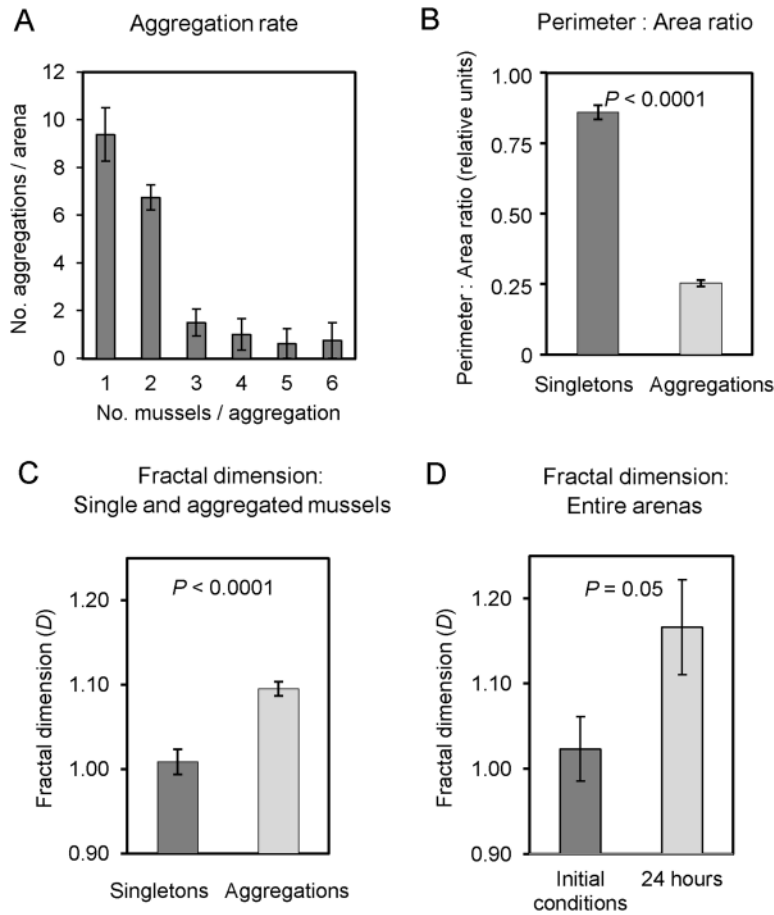 A
Aggregation rate
No. aggregations / arena
12
10
8
6
4
2
0
1 2 3 4 5 6
No. mussels / aggregation
B
Perimeter : Area ratio
Perimeter : Area ratio (relative units)
1.00
0.75
0.50
0.25
0
P < 0.0001
Singletons Aggregations
C
Fractal dimension:
Single and aggregated mussels
Fractal dimension (D)
1.20
1.10
1.00
0.90
P < 0.0001
Singletons Aggregations
D
Fractal dimension:
Entire arenas
Fractal dimension (D)
1.20
1.10
1.00
0.90
P = 0.05
Initial 24 hours
conditions